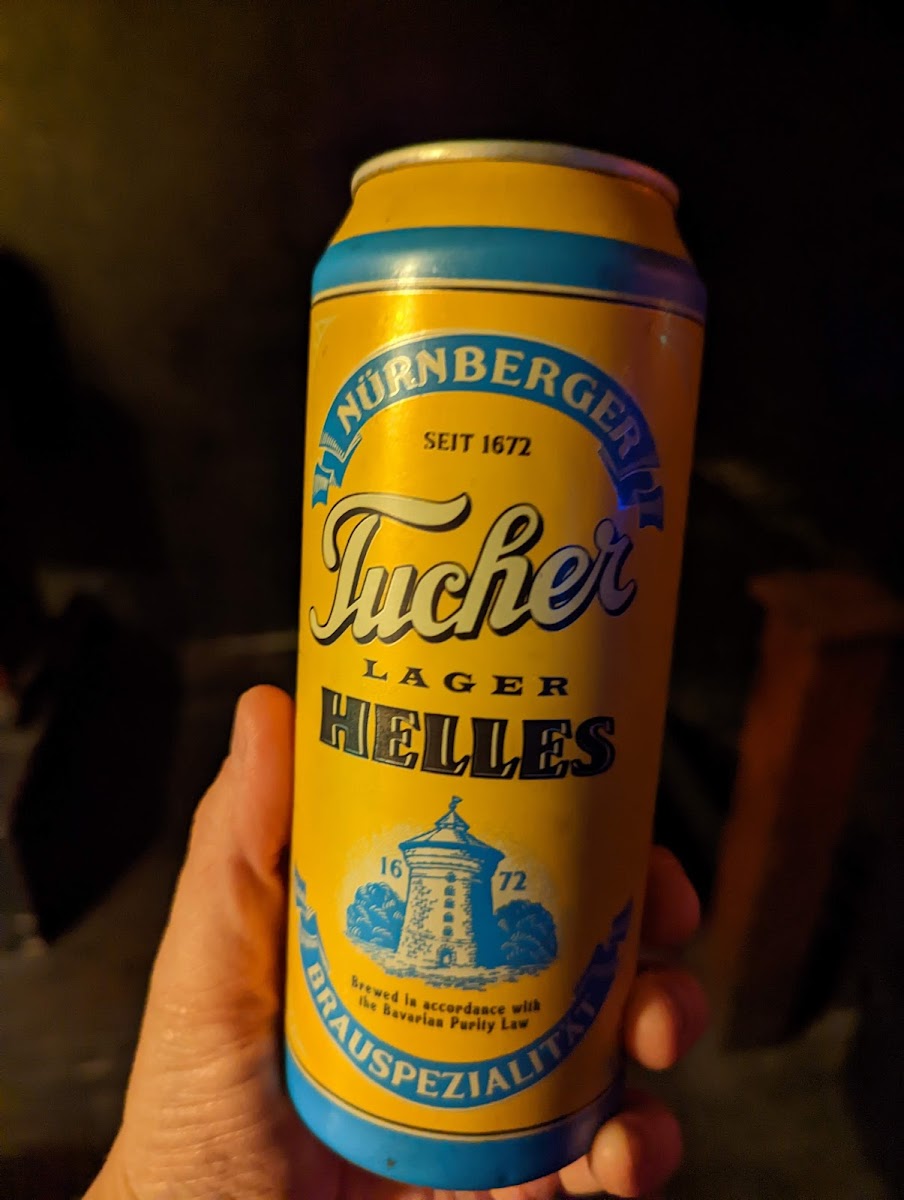 NÜRNBERGER
SEIT 1672
Tucher
LAGER
HELLES
16 72
Brewed in accordance with
the Bavarian Purity Law
BRAUSPEZIALITÄT